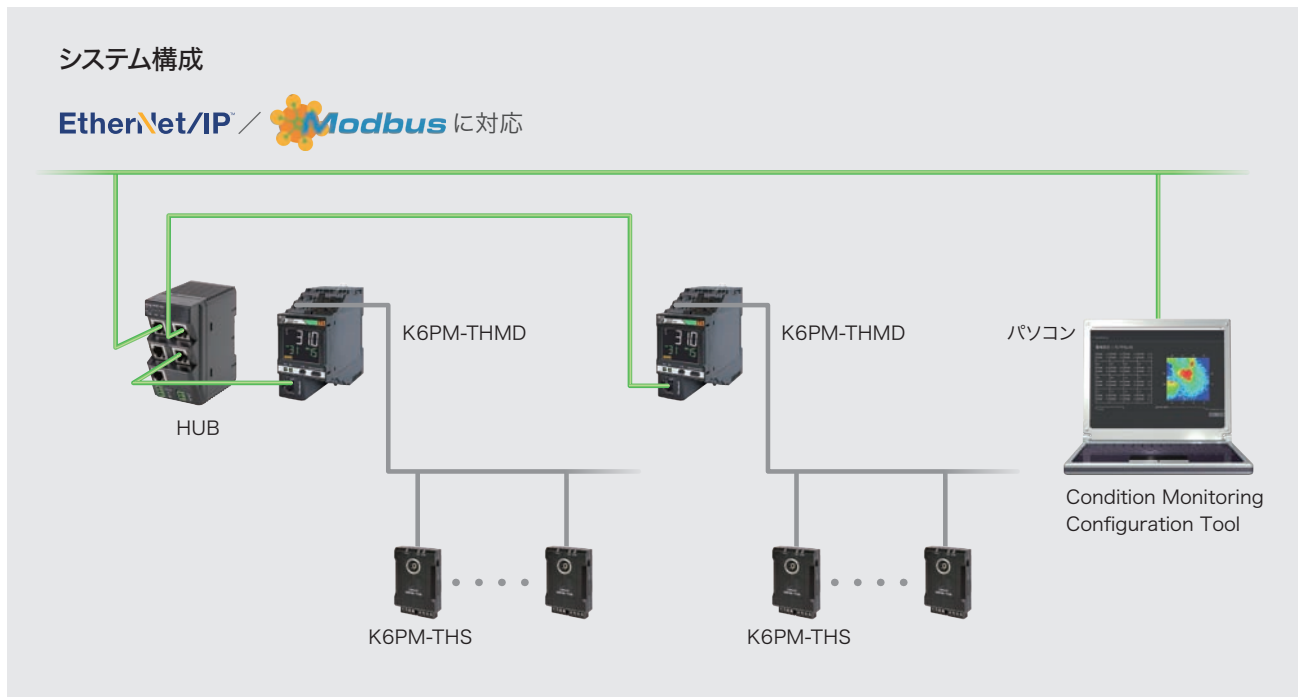 システム構成
EtherNet/IP™／Modbus に対応
K6PM-THMD
K6PM-THMD
パソコン
HUB
Condition Monitoring
Configuration Tool
K6PM-THS
K6PM-THS